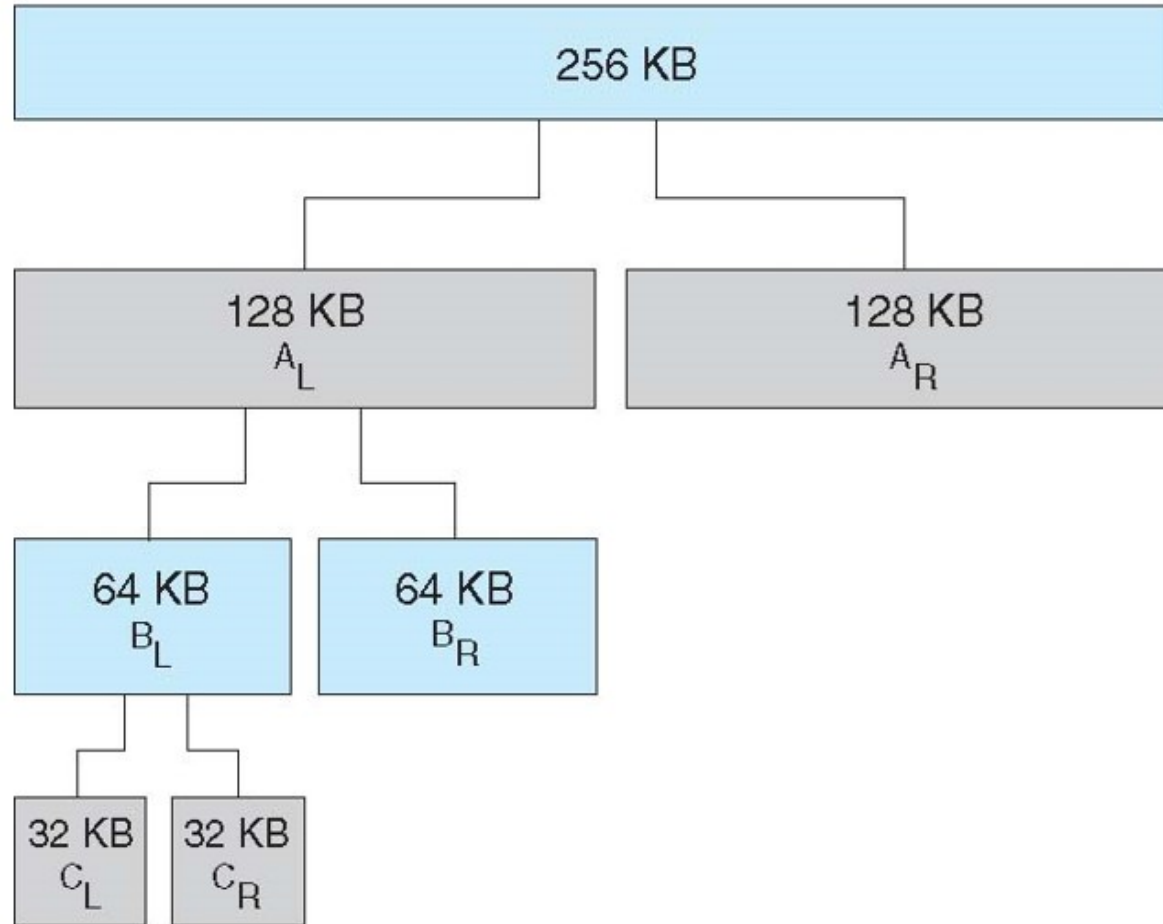 256 KB
128 KB
A_L
128 KB
A_R
64 KB
B_L
64 KB
B_R
32 KB
C_L
32 KB
C_R